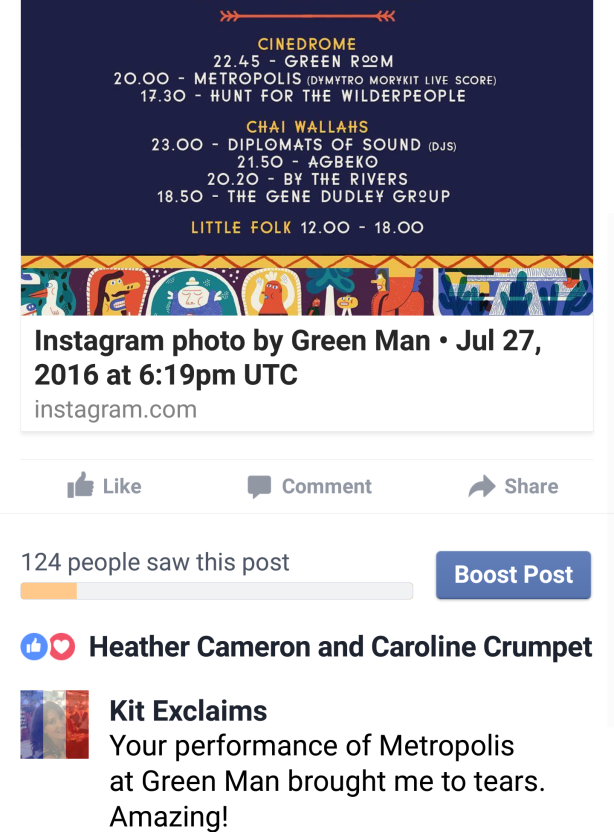 CINEDROME
22.45 - GREEN ROOM
20.00 - METROPOLIS (DYMYTRO MORYKIT LIVE SCORE)
17.30 - HUNT FOR THE WILDERPEOPLE
CHAI WALLAHS
23.00 - DIPLOMATS OF SOUND (DJS)
21.50 - AGBEKO
20.20 - BY THE RIVERS
18.50 - THE GENE DUDLEY GROUP
LITTLE FOLK 12.00 - 18.00
Instagram photo by Green Man • Jul 27,
2016 at 6:19pm UTC
instagram.com
Like Comment Share
124 people saw this post
Boost Post
Heather Cameron and Caroline Crumpet
Kit Exclaims
Your performance of Metropolis
at Green Man brought me to tears.
Amazing!